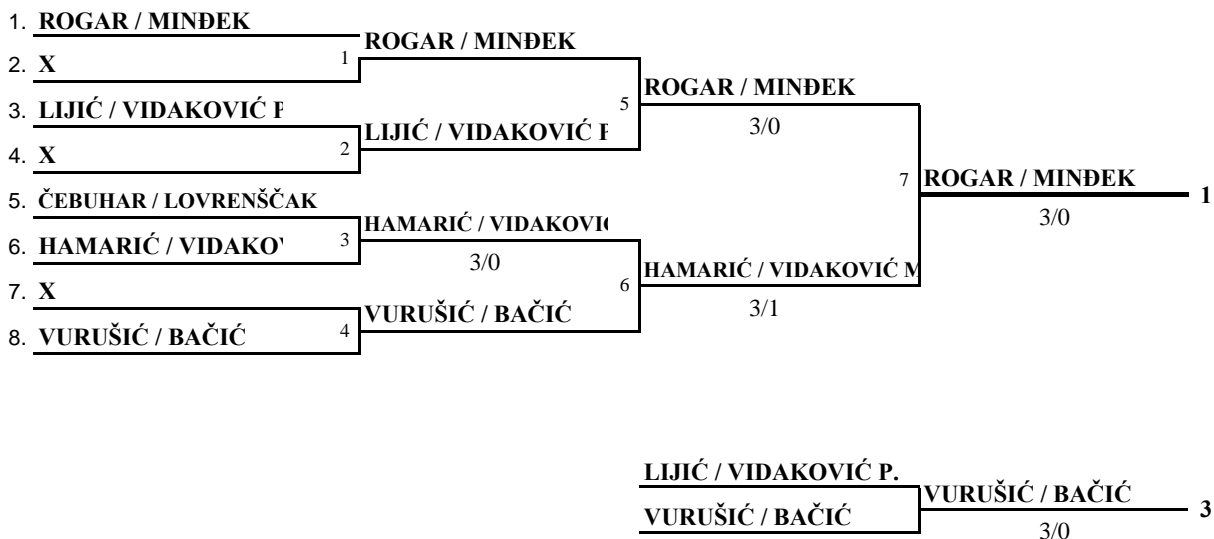 1. ROGAR / MINĐEK
ROGAR / MINĐEK
2. X
1
ROGAR / MINĐEK
3/0
3. LIJIĆ / VIDAKOVIĆ P
5
LIJIĆ / VIDAKOVIĆ P
4. X
2
7 ROGAR / MINĐEK 1
3/0
5. ČEBUHAR / LOVRENŠČAK
HAMARIĆ / VIDAKOVIĆ
3/0
6. HAMARIĆ / VIDAKOV
3
HAMARIĆ / VIDAKOVIĆ M
3/1
7. X
6
VURUŠIĆ / BAČIĆ
8. VURUŠIĆ / BAČIĆ
4
LIJIĆ / VIDAKOVIĆ P.
VURUŠIĆ / BAČIĆ 3
VURUŠIĆ / BAČIĆ
3/0